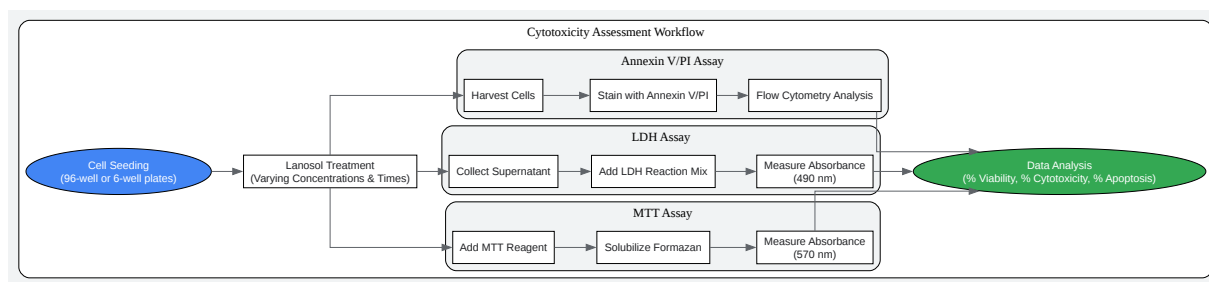 Cytotoxicity Assessment Workflow
Annexin V/PI Assay
Harvest Cells
Stain with Annexin V/PI
Flow Cytometry Analysis
LDH Assay
Cell Seeding
(96-well or 6-well plates)
Lanosol Treatment
(Varying Concentrations & Times)
Collect Supernatant
Add LDH Reaction Mix
Measure Absorbance
(490 nm)
Data Analysis
(% Viability, % Cytotoxicity, % Apoptosis)
MTT Assay
Add MTT Reagent
Solubilize Formazan
Measure Absorbance
(570 nm)